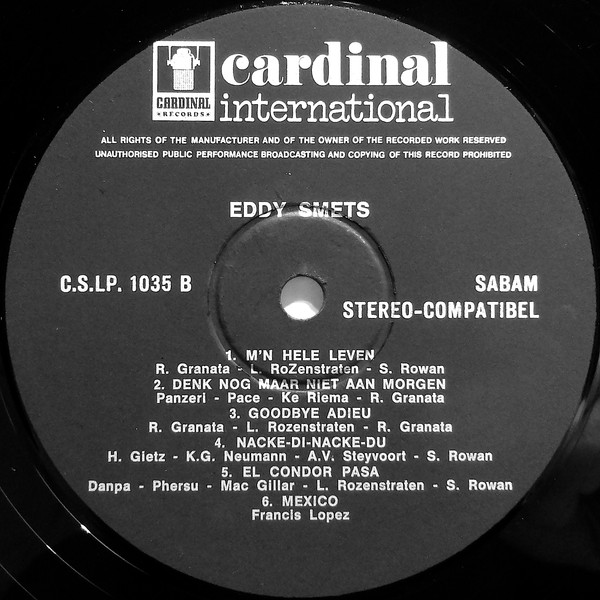 cardinal
international
CARDINAL
RECORDS
ALL RIGHTS OF THE MANUFACTURER AND OF THE OWNER OF THE RECORDED WORK RESERVED
UNAUTHORISED PUBLIC PERFORMANCE BROADCASTING AND COPYING OF THIS RECORD PROHIBITED
EDDY SMETS
C.S.LP. 1035 B
SABAM
STEREO-COMPATIBEL
1. M'N HELE LEVEN
R. Granata - L. RoZenstraten - S. Rowan
2. DENK NOG MAAR NIET AAN MORGEN
Panzeri - Pace - Ke Riema - R. Granata
3. GOODBYE ADIEU
R. Granata - L. Rozenstraten - R. Granata
4. NACKE-DI-NACKE-DU
H. Gietz - K.G. Neumann - A.V. Steyvoort - S. Rowan
5. EL CONDOR PASA
Danpa - Phersu - Mac Gillar - L. Rozenstraten - S. Rowan
6. MEXICO
Francis Lopez